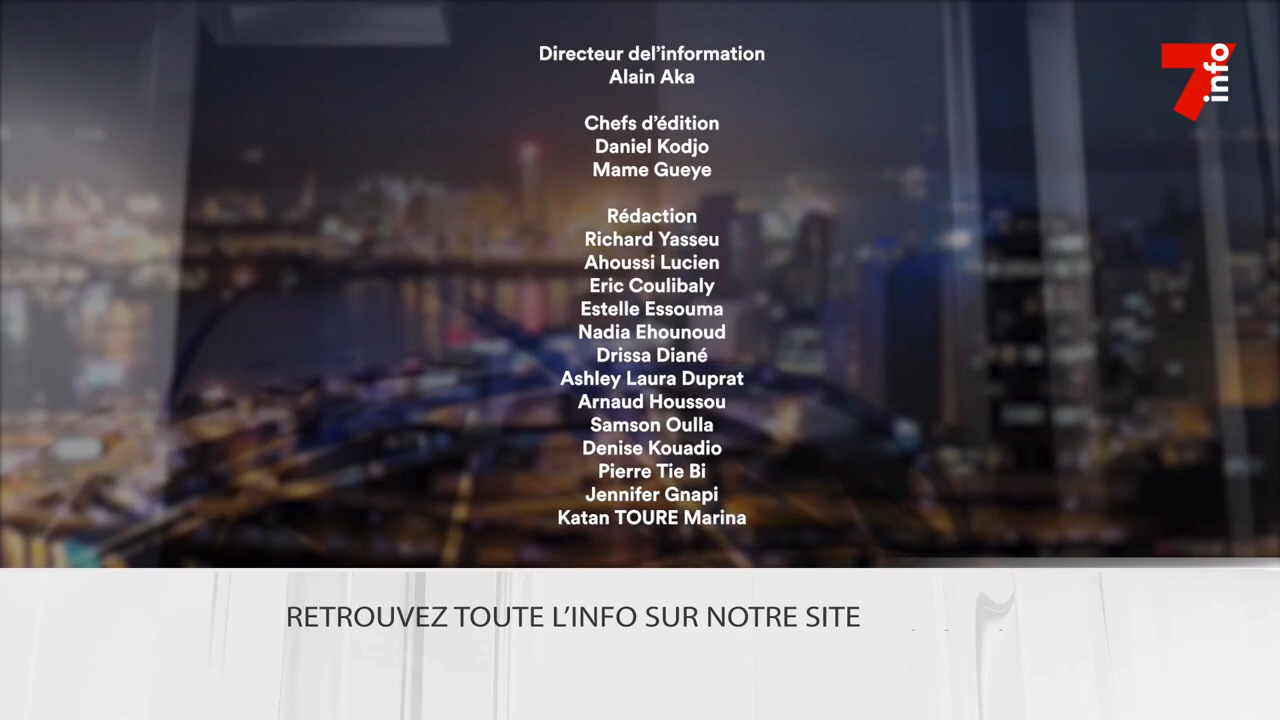 Directeur del’information
Alain Aka
Chefs d’édition
Daniel Kodjo
Mame Gueye
Rédaction
Richard Yasseu
Ahoussi Lucien
Eric Coulibaly
Estelle Essouma
Nadia Ehounoud
Drissa Diané
Ashley Laura Duprat
Arnaud Houssou
Samson Oulla
Denise Kouadio
Pierre Tie Bi
Jennifer Gnapi
Katan TOURE Marina
7info
RETROUVEZ TOUTE L’INFO SUR NOTRE SITE